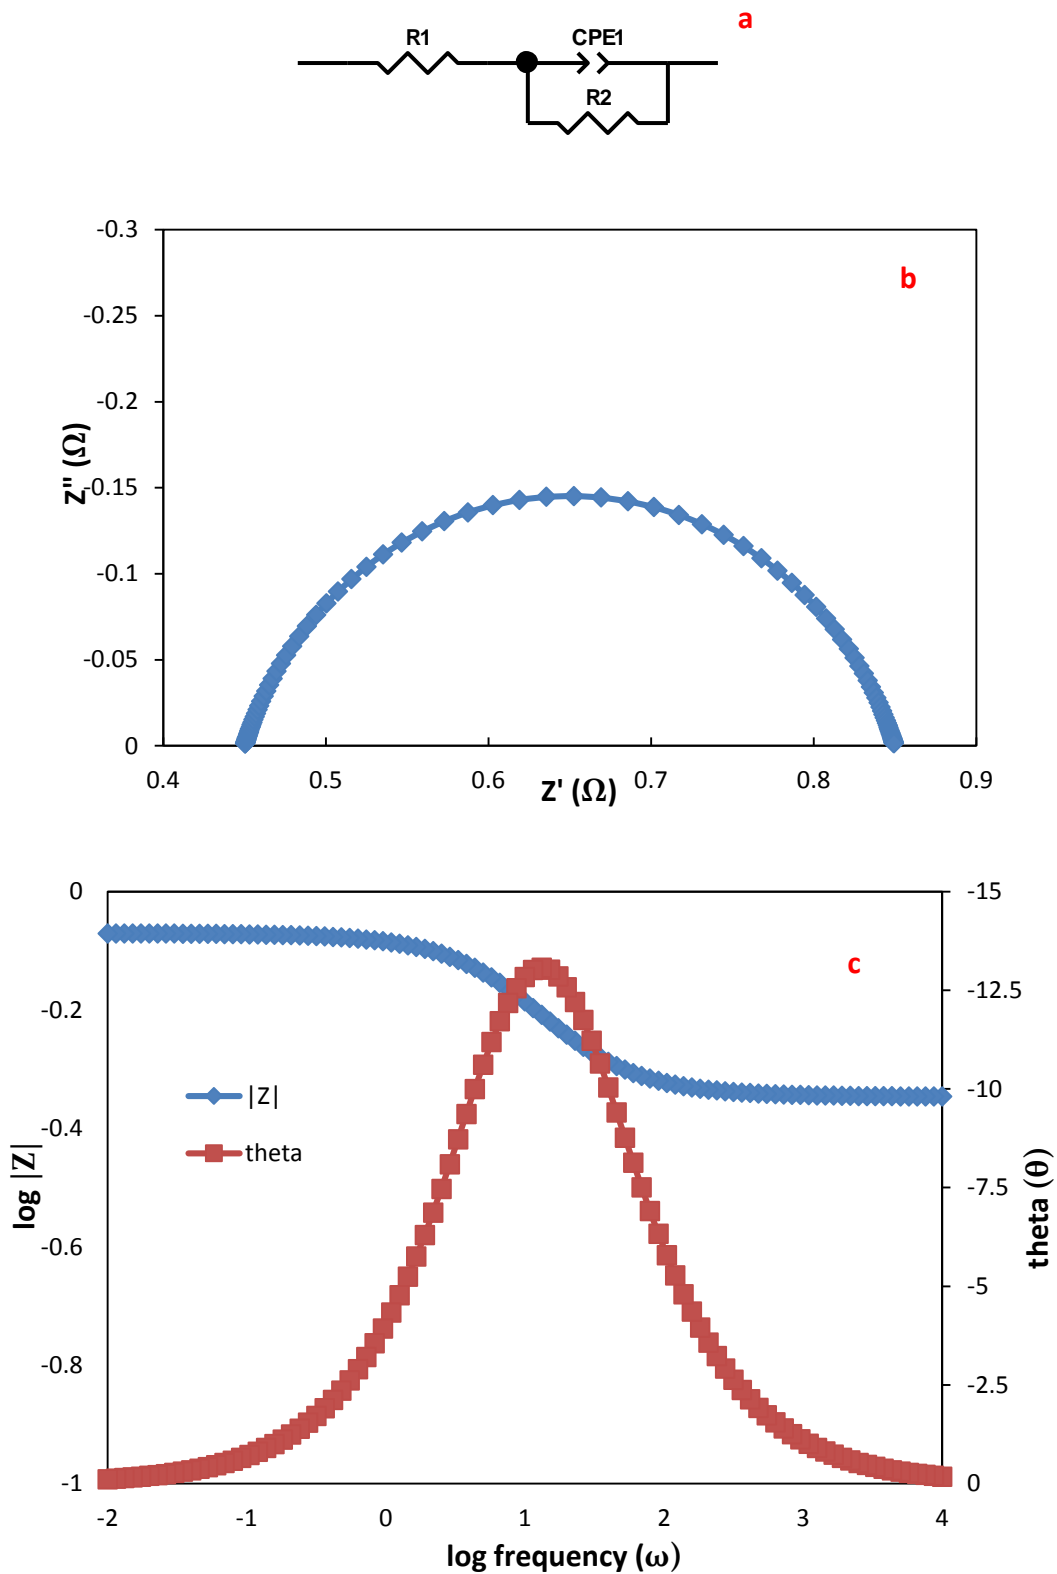 a
R1
CPE1
R2
b
-0.3
-0.25
-0.2
-0.15
-0.1
-0.05
0
Z" (Ω)
0.4 0.5 0.6 0.7 0.8 0.9
Z' (Ω)
c
0
-0.2
-0.4
-0.6
-0.8
-1
log |Z|
|Z|
theta
-15
-12.5
-10
-7.5
-5
-2.5
0
theta (θ)
-2 -1 0 1 2 3 4
log frequency (ω)